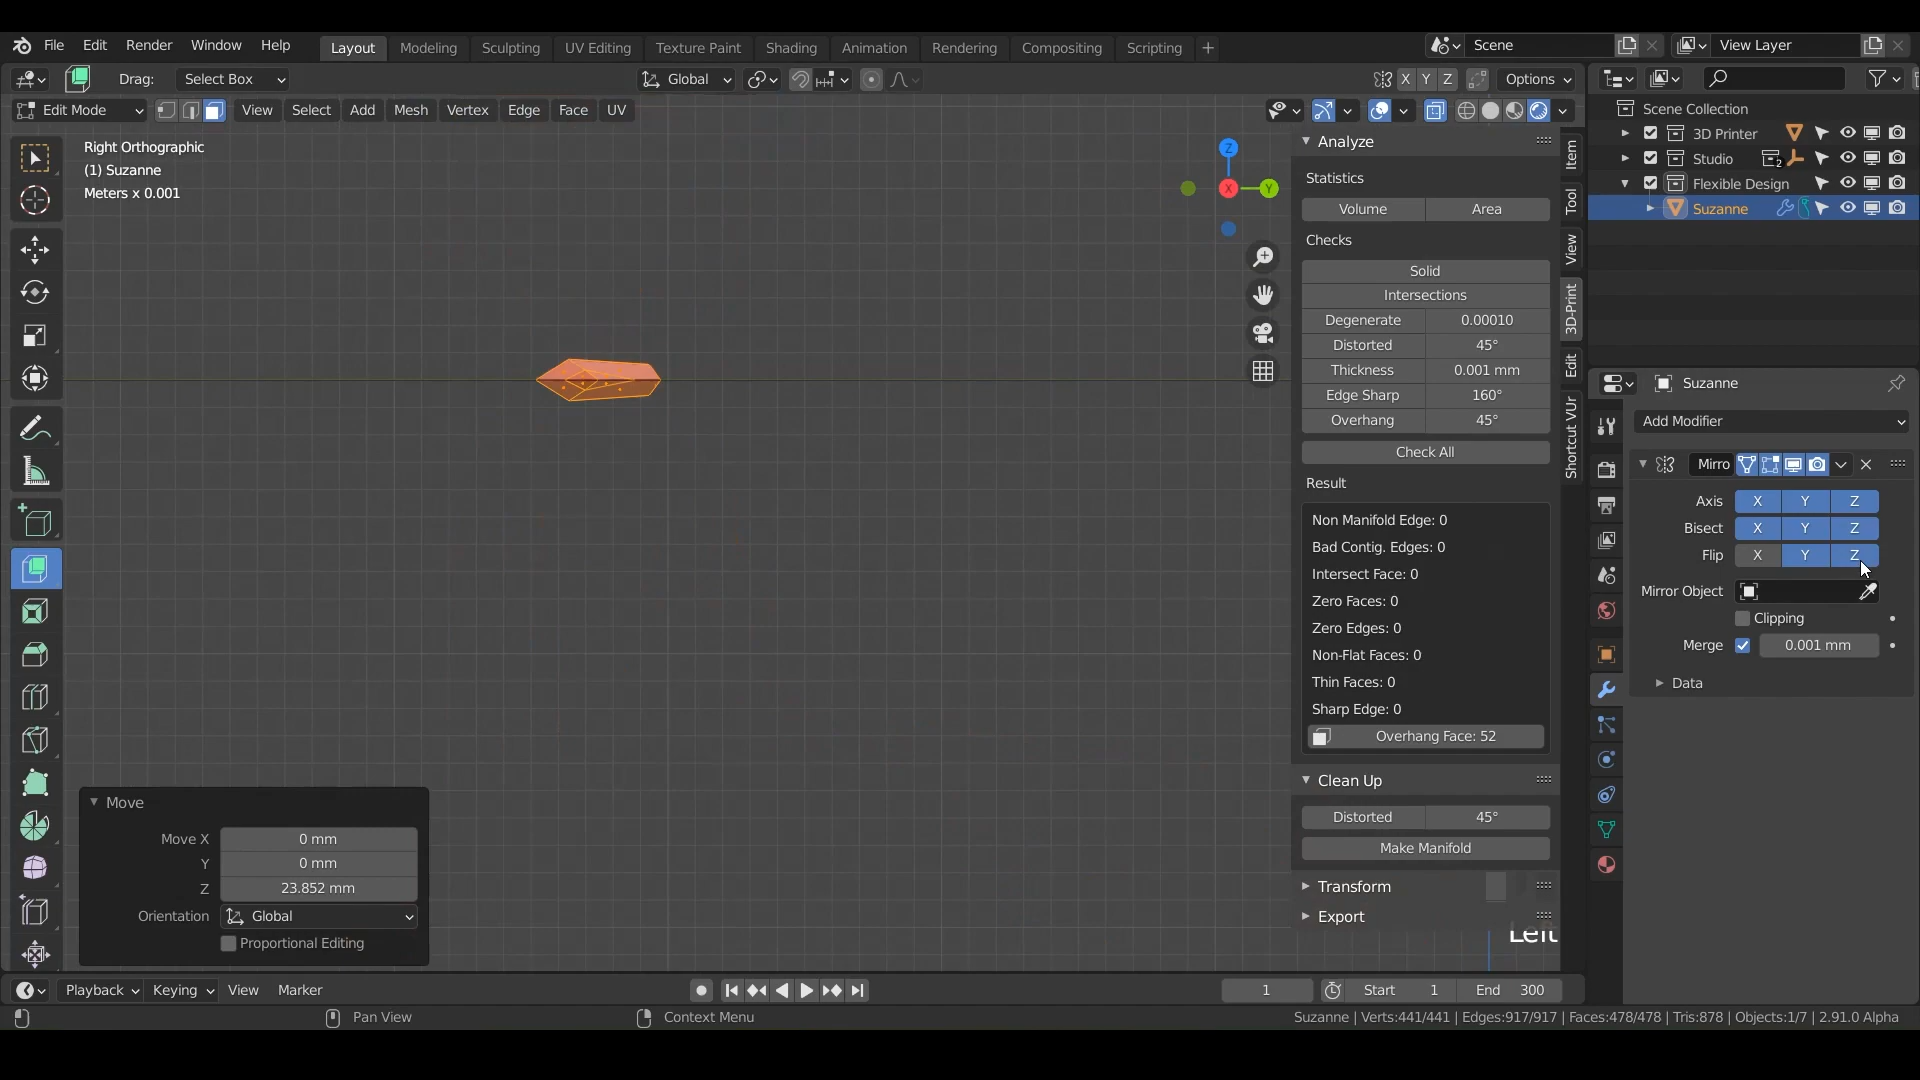 File Edit Render Window Help Layout Modeling Sculpting UV Editing Texture Paint Shading Animation Rendering Compositing Scripting + Scene View Layer
Drag: Select Box Global X Y Z Options
Edit Mode View Select Add Mesh Vertex Edge Face UV
Right Orthographic
(1) Suzanne
Meters x 0.001
Z
X
Y
Analyze
Statistics
Volume Area
Checks
Solid
Intersections
Degenerate 0.00010
Distorted 45°
Thickness 0.001 mm
Edge Sharp 160°
Overhang 45°
Check All
Result
Non Manifold Edge: 0
Bad Contig. Edges: 0
Intersect Face: 0
Zero Faces: 0
Zero Edges: 0
Non-Flat Faces: 0
Thin Faces: 0
Sharp Edge: 0
Overhang Face: 52
Clean Up
Distorted 45°
Make Manifold
Transform
Export
Left
Item
Tool
View
3D-Print
Edit
Shortcut VUr
Scene Collection
3D Printer
Studio 2
Flexible Design
Suzanne
Suzanne
Add Modifier
Mirro
Axis X Y Z
Bisect X Y Z
Flip X Y Z
Mirror Object
Clipping
Merge 0.001 mm
Data
Move
Move X 0 mm
Y 0 mm
Z 23.852 mm
Orientation Global
Proportional Editing
Playback Keying View Marker 1 Start 1 End 300
Pan View Context Menu Suzanne | Verts:441/441 | Edges:917/917 | Faces:478/478 | Tris:878 | Objects:1/7 | 2.91.0 Alpha